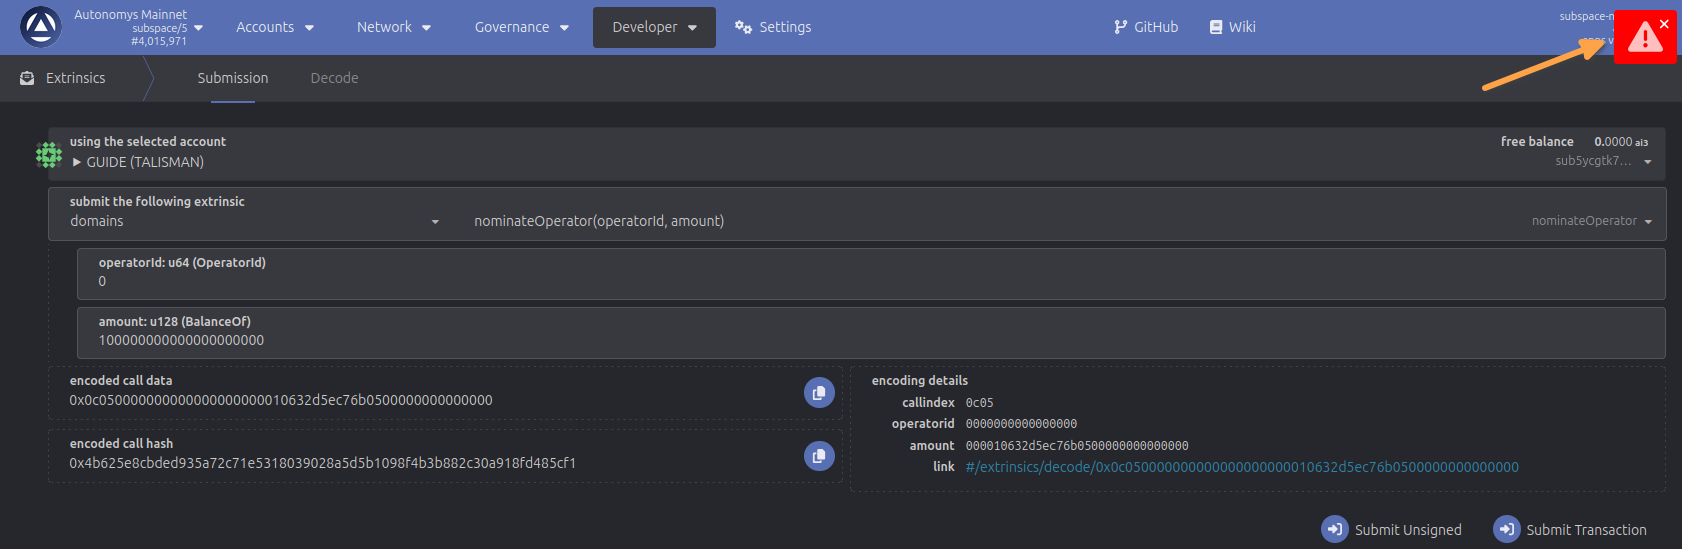 Autonomys Mainnet
subspace/5
#4,015,971
Accounts
Network
Governance
Developer
Settings
GitHub
Wiki
Extrinsics
Submission
Decode
using the selected account
GUIDE (TALISMAN)
free balance 0.0000 ai3
sub5ycgtk7...
submit the following extrinsic
domains
nominateOperator(operatorId, amount)
nominateOperator
operatorId: u64 (OperatorId)
0
amount: u128 (BalanceOf)
100000000000000000000
encoded call data
0x0c050000000000000000000010632d5ec76b0500000000000000
encoded call hash
0x4b625e8cbded935a72c71e5318039028a5d5b1098f4b3b882c30a918fd485cf1
encoding details
callindex 0c05
operatorid 0000000000000000
amount 000010632d5ec76b0500000000000000
link #/extrinsics/decode/0x0c050000000000000000000010632d5ec76b0500000000000000
Submit Unsigned
Submit Transaction